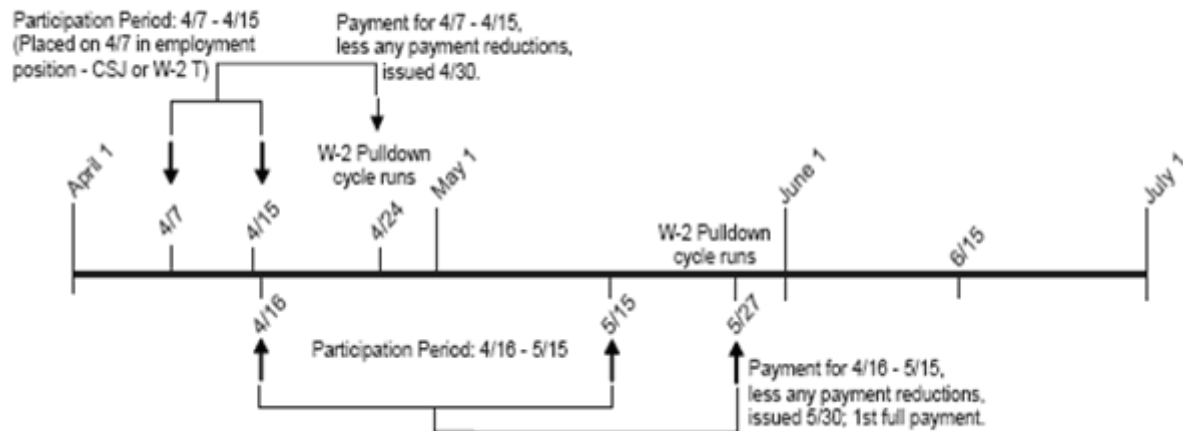 Participation Period: 4/7 - 4/15
(Placed on 4/7 in employment
position - CSJ or W-2 T)
Payment for 4/7 - 4/15,
less any payment reductions,
issued 4/30.
W-2 Pulldown
cycle runs
April 1
4/7
4/15
4/24
May 1
W-2 Pulldown
cycle runs
June 1
6/15
July 1
4/16
5/15
5/27
Participation Period: 4/16 - 5/15
Payment for 4/16 - 5/15,
less any payment reductions,
issued 5/30; 1st full payment.